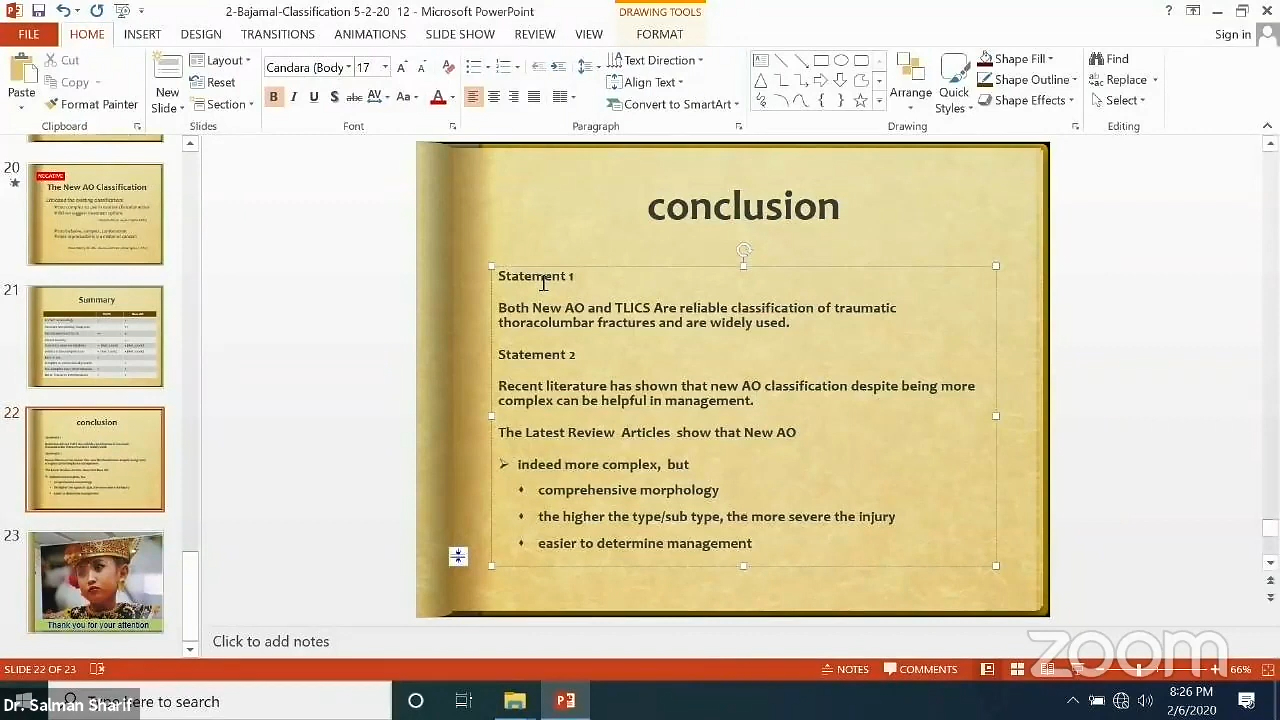 2-Bajamal-Classification 5-2-20 12 - Microsoft PowerPoint
DRAWING TOOLS
?
FILE HOME INSERT DESIGN TRANSITIONS ANIMATIONS SLIDE SHOW REVIEW VIEW FORMAT
Sign in
Paste
Cut
Copy
Format Painter
Clipboard
New Slide
Layout
Reset
Section
Slides
Candara (Body 17
B I U S abc AV Aa A
Font
Text Direction
Align Text
Convert to SmartArt
Paragraph
Arrange
Quick Styles
Shape Fill
Shape Outline
Shape Effects
Drawing
Find
Replace
Select
Editing
20
NEGATIVE
The New AO Classification
21
Summary
22
conclusion
23
Thank you for your attention
conclusion
Statement 1
Both New AO and TLICS Are reliable classification of traumatic
thoracolumbar fractures and are widely used.
Statement 2
Recent literature has shown that new AO classification despite being more
complex can be helpful in management.
The Latest Review Articles show that New AO
indeed more complex, but
comprehensive morphology
the higher the type/sub type, the more severe the injury
easier to determine management
Click to add notes
zoom
SLIDE 22 OF 23
NOTES
COMMENTS
66%
Dr. Salman Sharif
Type here to search
8:26 PM
2/6/2020